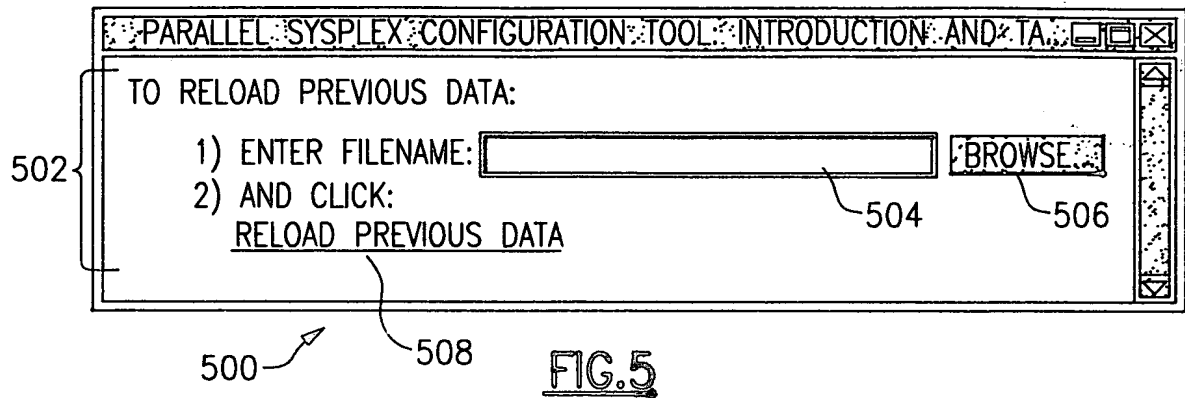 PARALLEL SYSPLEX CONFIGURATION TOOL: INTRODUCTION AND TA...
TO RELOAD PREVIOUS DATA:
1) ENTER FILENAME:
BROWSE...
502
2) AND CLICK:
504
506
RELOAD PREVIOUS DATA
500
508
FIG.5